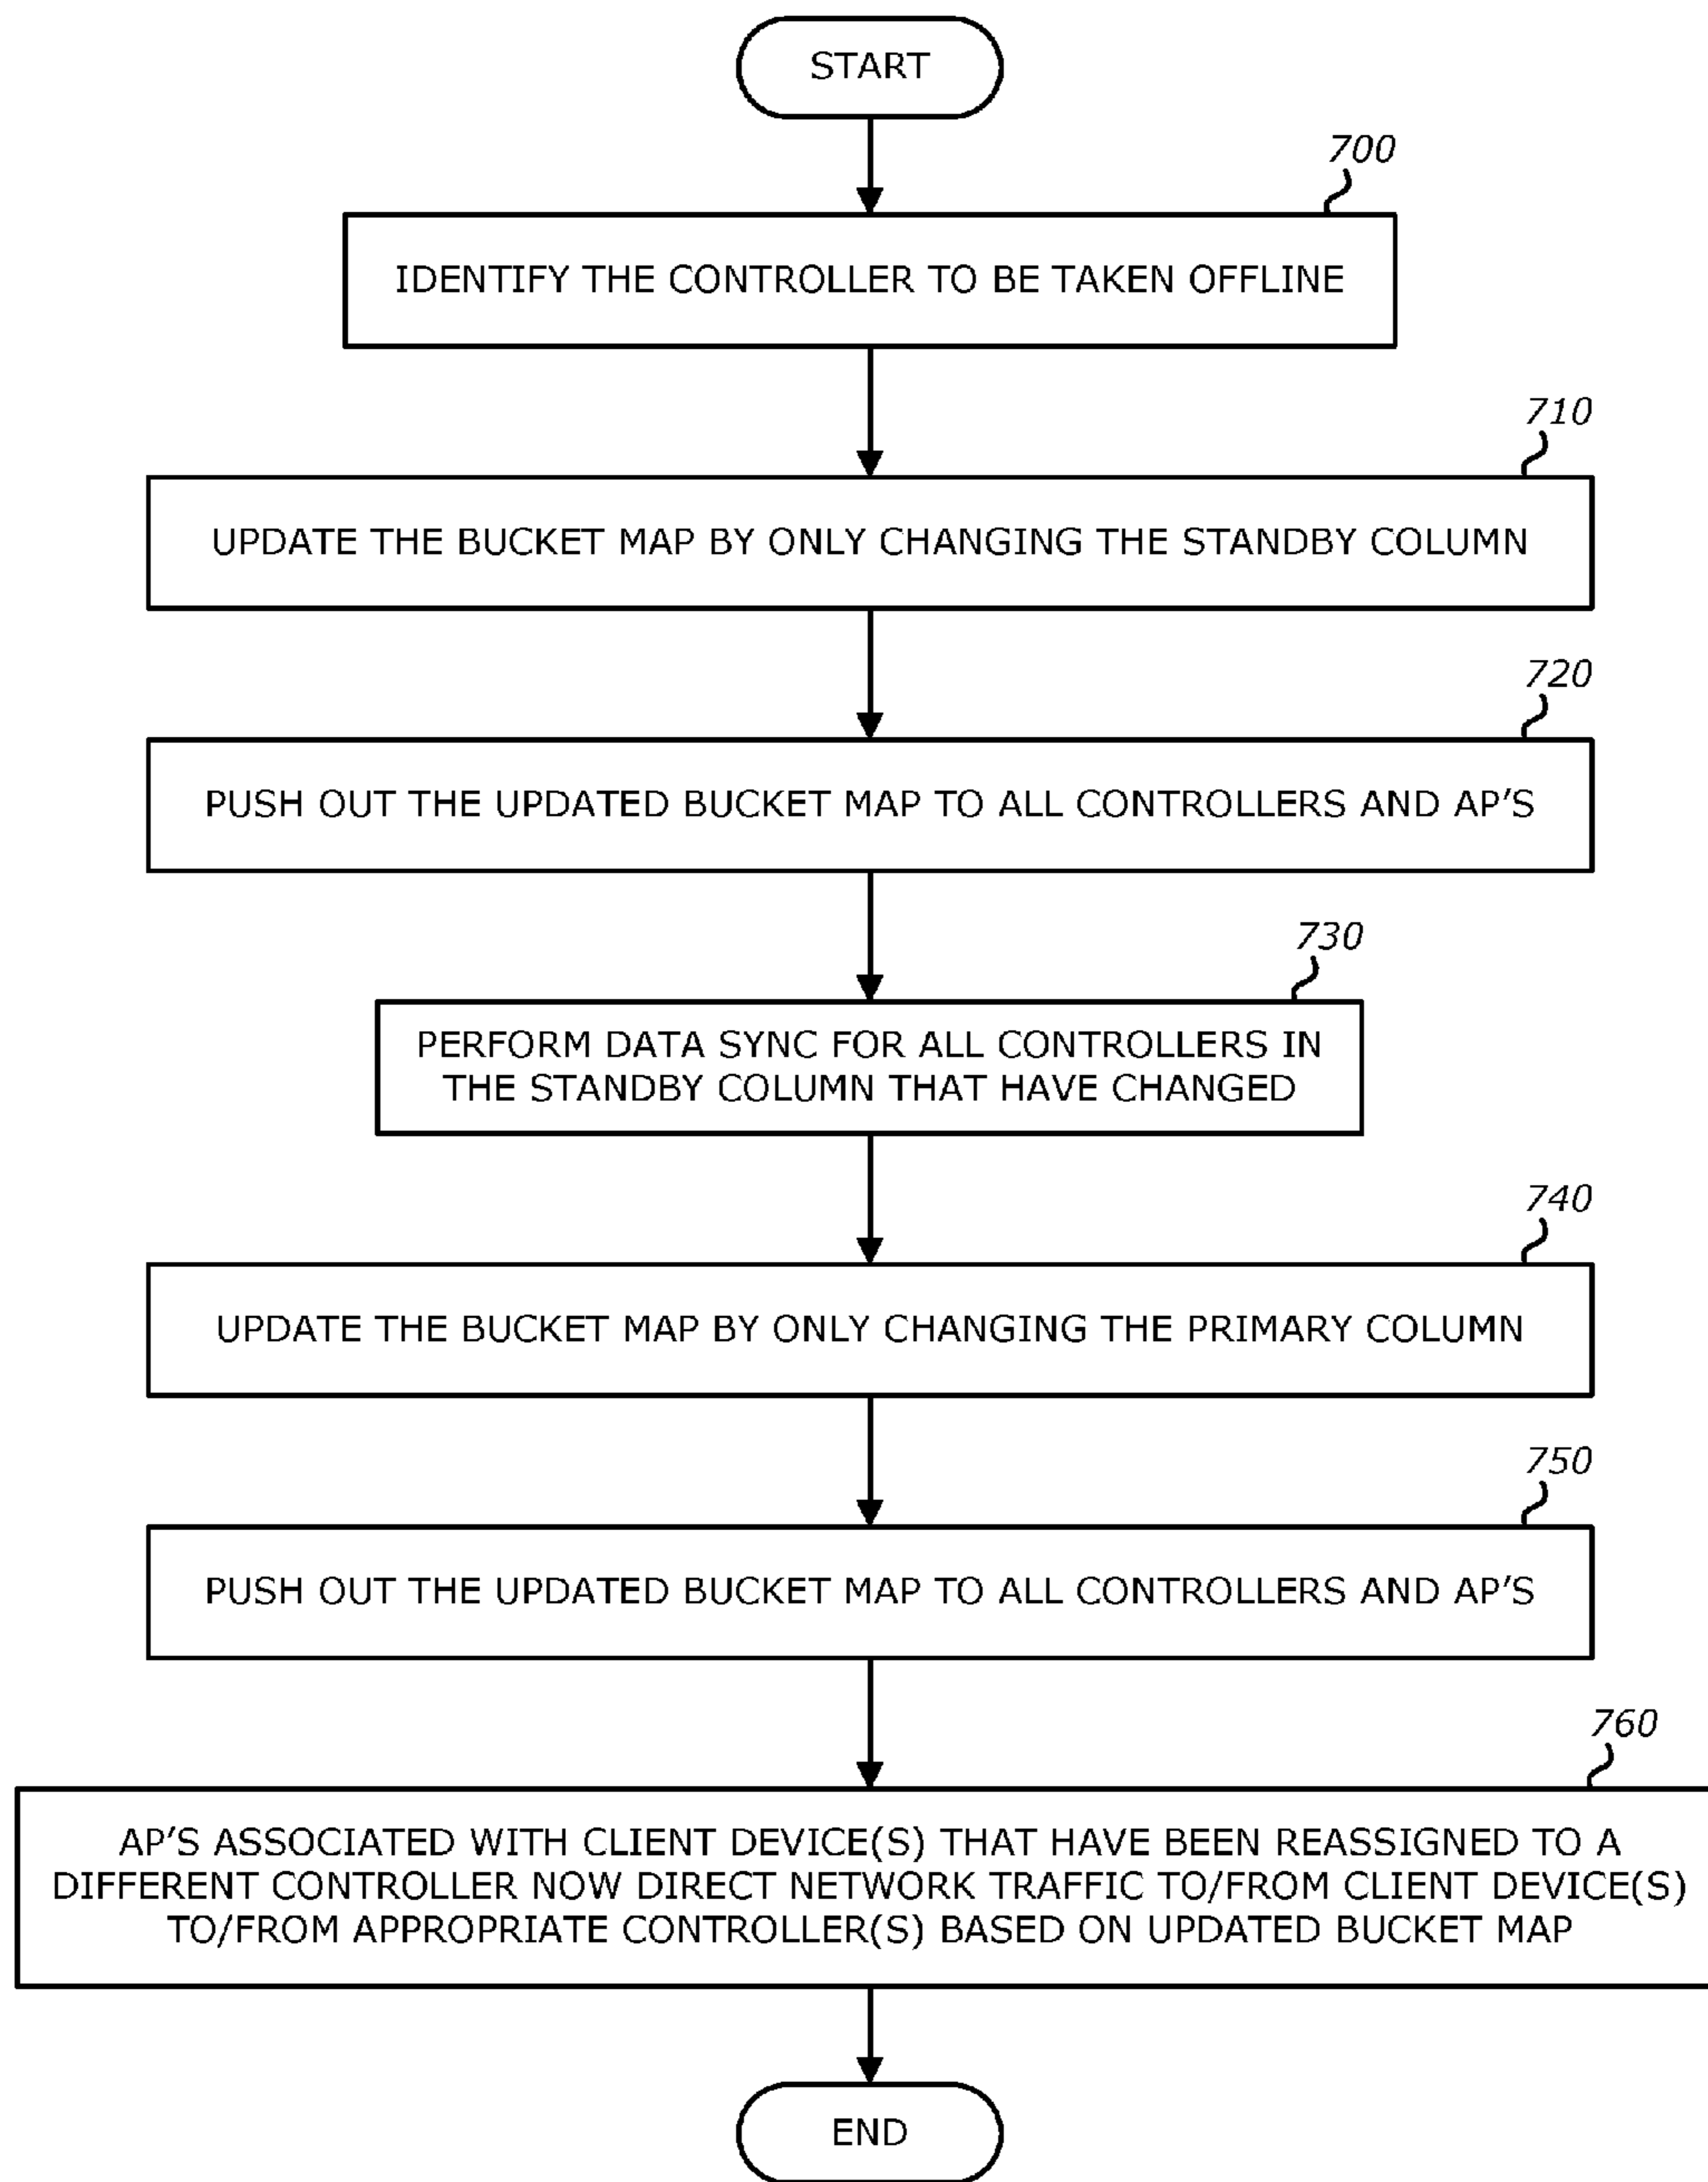 START
700
IDENTIFY THE CONTROLLER TO BE TAKEN OFFLINE
710
UPDATE THE BUCKET MAP BY ONLY CHANGING THE STANDBY COLUMN
720
PUSH OUT THE UPDATED BUCKET MAP TO ALL CONTROLLERS AND AP'S
730
PERFORM DATA SYNC FOR ALL CONTROLLERS IN
THE STANDBY COLUMN THAT HAVE CHANGED
740
UPDATE THE BUCKET MAP BY ONLY CHANGING THE PRIMARY COLUMN
750
PUSH OUT THE UPDATED BUCKET MAP TO ALL CONTROLLERS AND AP'S
760
AP'S ASSOCIATED WITH CLIENT DEVICE(S) THAT HAVE BEEN REASSIGNED TO A
DIFFERENT CONTROLLER NOW DIRECT NETWORK TRAFFIC TO/FROM CLIENT DEVICE(S)
TO/FROM APPROPRIATE CONTROLLER(S) BASED ON UPDATED BUCKET MAP
END